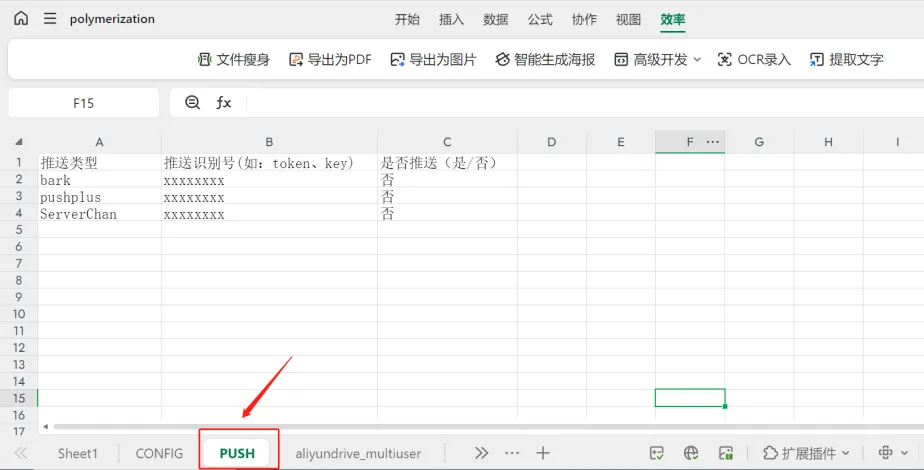 polymerization
开始 插入 数据 公式 协作 视图 效率
文件瘦身 导出为PDF 导出为图片 智能生成海报 高级开发 OCR录入 提取文字
F15 fx
A B C D E F ··· G H I
1 推送类型 推送识别号(如：token、key) 是否推送（是/否）
2 bark xxxxxxxx 否
3 pushplus xxxxxxxx 否
4 ServerChan xxxxxxxx 否
5
6
7
8
9
10
11
12
13
14
15
16
17
Sheet1 CONFIG PUSH aliyundrive_multiuser ··· 扩展插件